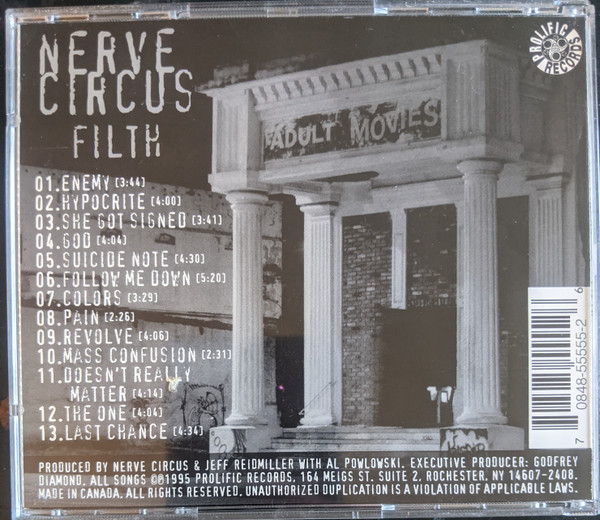 NERVE
CIRCUS
FILTH
PROLIFIC
RECORDS
ADULT MOVIES
01.ENEMY [3:44]
02.HYPOCRITE [4:00]
03.SHE GOT SIGNED [3:41]
04.GOD [4:04]
05.SUICIDE NOTE [4:30]
06.FOLLOW ME DOWN [5:20]
07.COLORS [3:29]
08.PAIN [2:26]
09.REVOLVE [4:06]
10.MASS CONFUSION [2:31]
11.DOESN'T REALLY
MATTER [4:14]
12.THE ONE [4:04]
13.LAST CHANCE [4:34]
7 0848-55555-2 6
PRODUCED BY NERVE CIRCUS & JEFF REIDMILLER WITH AL POWLOWSKI. EXECUTIVE PRODUCER: GODFREY
DIAMOND. ALL SONGS ©1995 PROLIFIC RECORDS, 164 MEIGS ST. SUITE 2, ROCHESTER, NY 14607-2408.
MADE IN CANADA. ALL RIGHTS RESERVED. UNAUTHORIZED DUPLICATION IS A VIOLATION OF APPLICABLE LAWS.